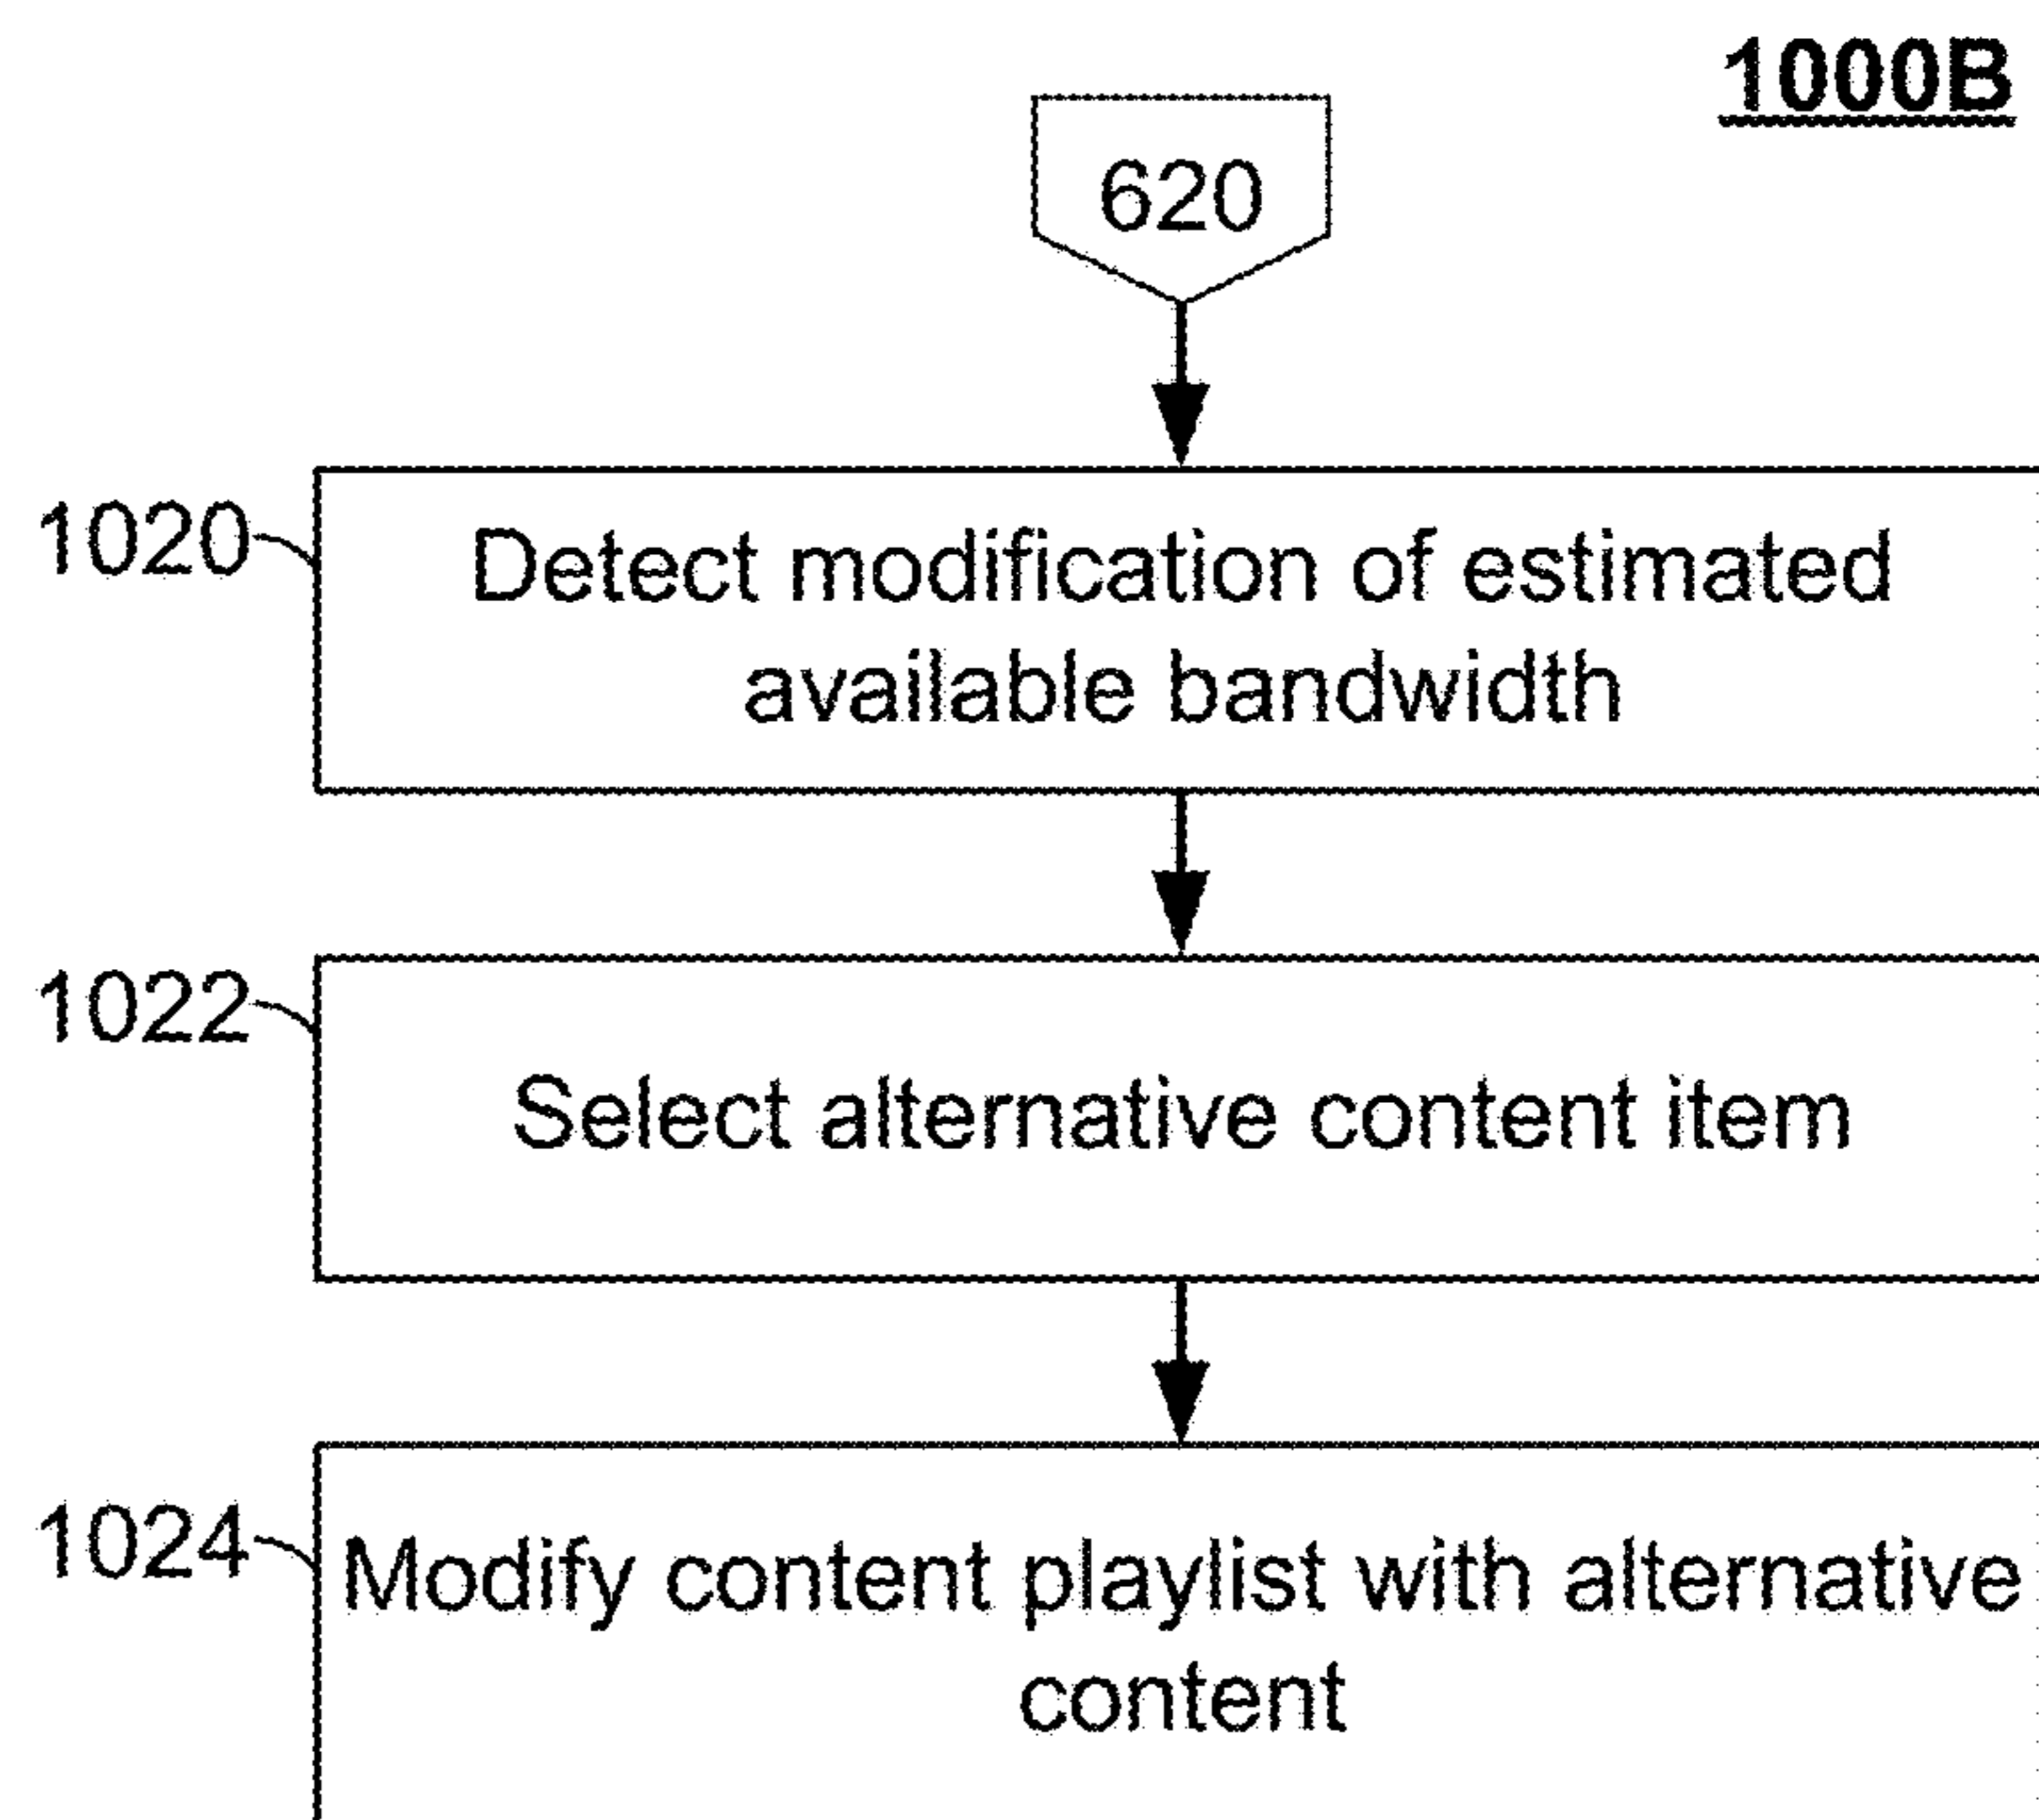 1000B
620
1020
Detect modification of estimated
available bandwidth
1022
Select alternative content item
1024
Modify content playlist with alternative
content